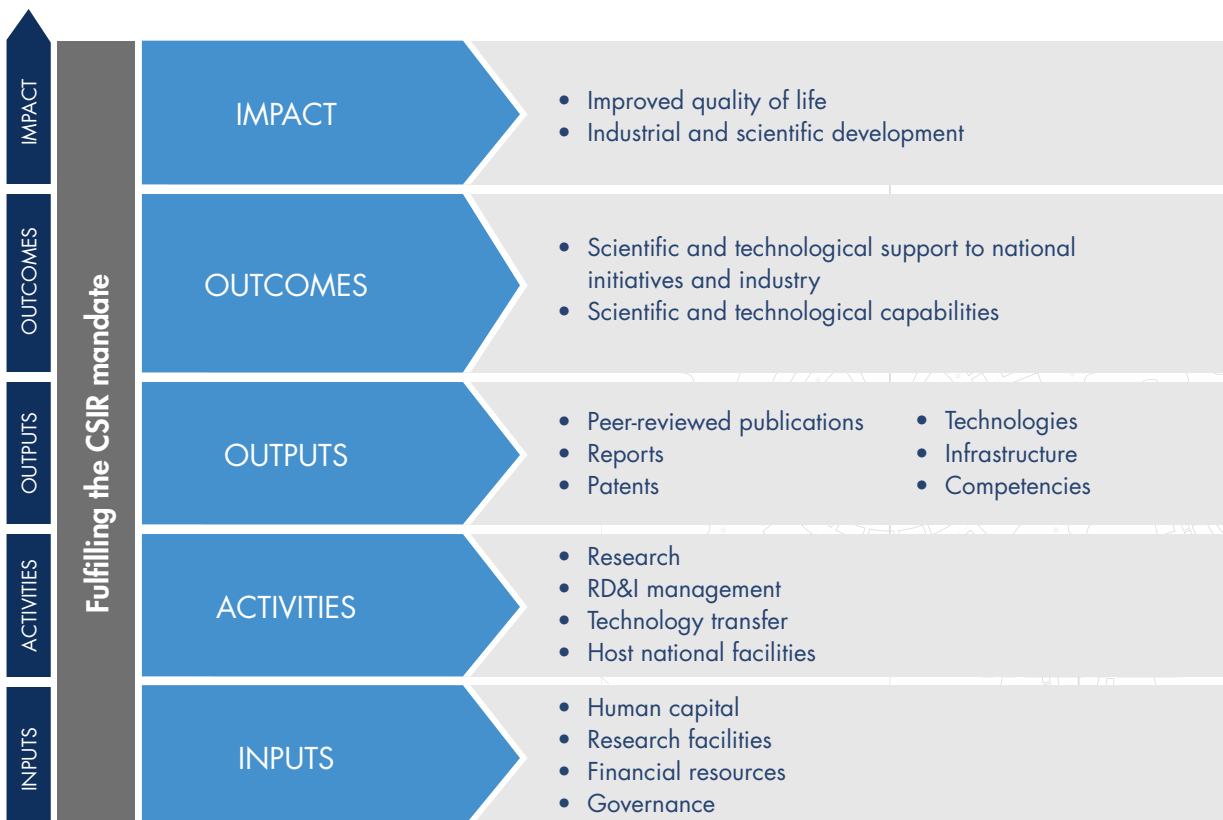 IMPACT
Fulfilling the CSIR mandate
IMPACT
• Improved quality of life
• Industrial and scientific development
OUTCOMES
OUTCOMES
• Scientific and technological support to national
initiatives and industry
• Scientific and technological capabilities
OUTPUTS
OUTPUTS
• Peer-reviewed publications
• Reports
• Patents
• Technologies
• Infrastructure
• Competencies
ACTIVITIES
ACTIVITIES
• Research
• RD&I management
• Technology transfer
• Host national facilities
INPUTS
INPUTS
• Human capital
• Research facilities
• Financial resources
• Governance